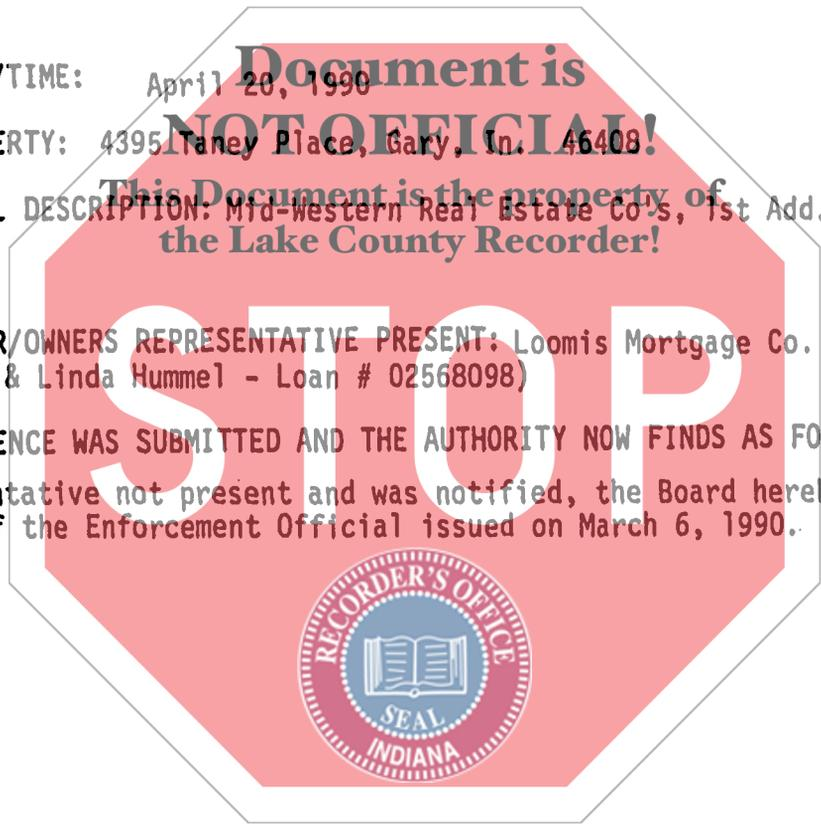 Document is
/TIME: April 20, 1990
NOT OFFICIAL!
ERTY: 4395 Taney Place, Gary, In. 46408
This Document is the property of
L DESCRIPTION: Mid-Western Real Estate Co's, 1st Add.
the Lake County Recorder!
R/OWNERS REPRESENTATIVE PRESENT: Loomis Mortgage Co.
& Linda Hummel - Loan # 02568098)
STOP
ENCE WAS SUBMITTED AND THE AUTHORITY NOW FINDS AS FO
tative not present and was notified, the Board here
the Enforcement Official issued on March 6, 1990.
RECORDER'S OFFICE
SEAL
INDIANA